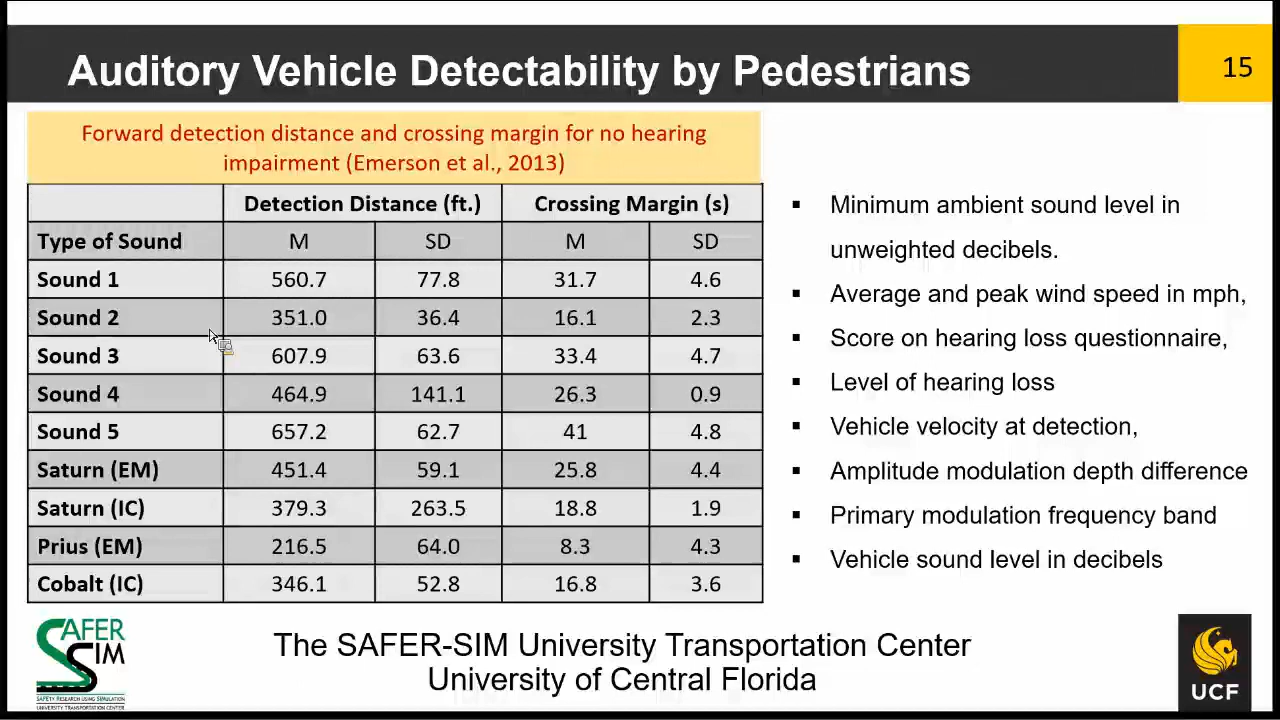 Auditory Vehicle Detectability by Pedestrians
15
Forward detection distance and crossing margin for no hearing
impairment (Emerson et al., 2013)
Detection Distance (ft.) Crossing Margin (s)
Type of Sound M SD M SD
Sound 1 560.7 77.8 31.7 4.6
Sound 2 351.0 36.4 16.1 2.3
Sound 3 607.9 63.6 33.4 4.7
Sound 4 464.9 141.1 26.3 0.9
Sound 5 657.2 62.7 41 4.8
Saturn (EM) 451.4 59.1 25.8 4.4
Saturn (IC) 379.3 263.5 18.8 1.9
Prius (EM) 216.5 64.0 8.3 4.3
Cobalt (IC) 346.1 52.8 16.8 3.6
▪ Minimum ambient sound level in
unweighted decibels.
▪ Average and peak wind speed in mph,
▪ Score on hearing loss questionnaire,
▪ Level of hearing loss
▪ Vehicle velocity at detection,
▪ Amplitude modulation depth difference
▪ Primary modulation frequency band
▪ Vehicle sound level in decibels
SAFER
SIM
SAFETY RESEARCH USING SIMULATION
UNIVERSITY TRANSPORTATION CENTER
The SAFER-SIM University Transportation Center
University of Central Florida
UCF